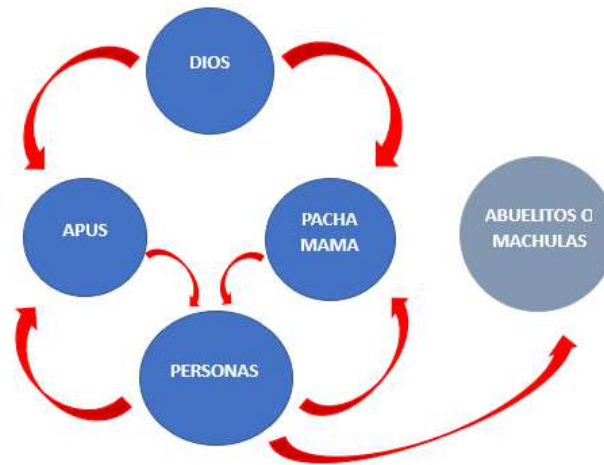 DIOS
APUS
PACHA
MAMA
ABUELITOS O
MACHULAS
PERSONAS